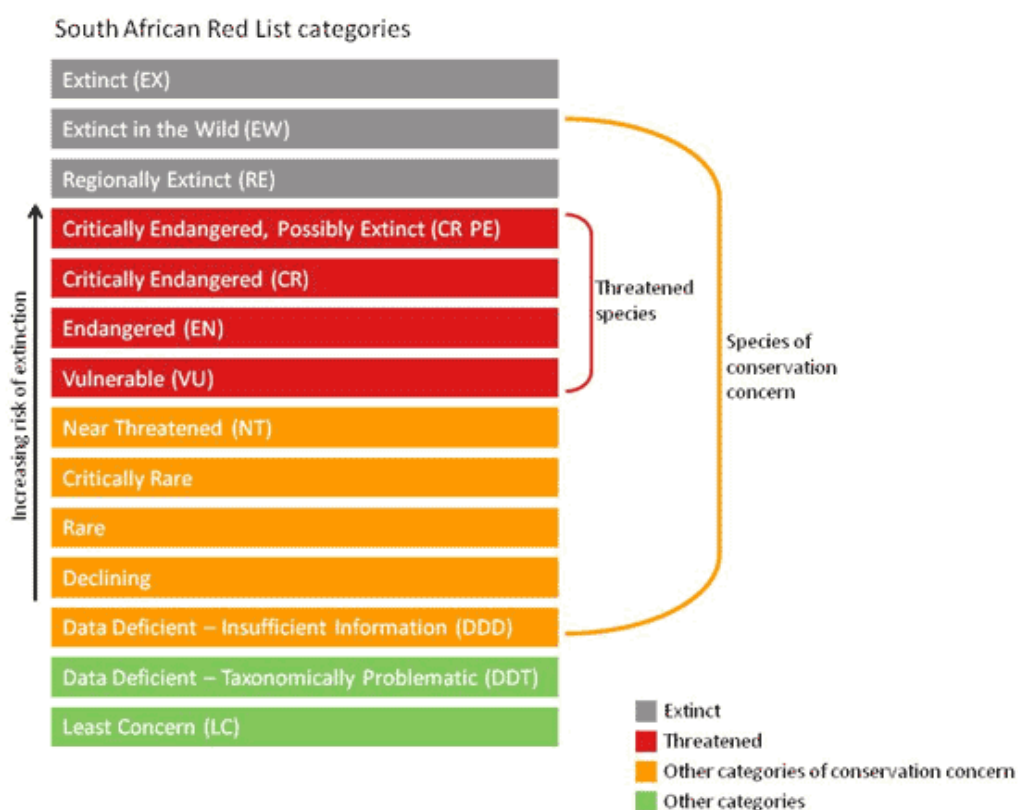 South African Red List categories
Extinct (EX)
Extinct in the Wild (EW)
Regionally Extinct (RE)
Critically Endangered, Possibly Extinct (CR PE)
Critically Endangered (CR)
Endangered (EN)
Vulnerable (VU)
Near Threatened (NT)
Critically Rare
Rare
Declining
Data Deficient – Insufficient Information (DDD)
Data Deficient – Taxonomically Problematic (DDT)
Least Concern (LC)
Increasing risk of extinction
Threatened
species
Species of
conservation
concern
Extinct
Threatened
Other categories of conservation concern
Other categories